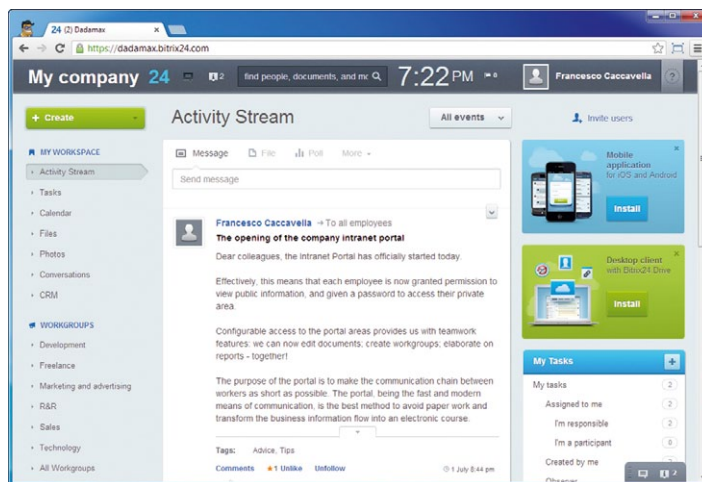 24 (2) Dadamax
https://dadamax.bitrix24.com
My company 24
2
find people, documents, and mc
7:22 PM
0
Francesco Caccavella
?
+ Create
MY WORKSPACE
Activity Stream
Tasks
Calendar
Files
Photos
Conversations
CRM
WORKGROUPS
Development
Freelance
Marketing and advertising
R&R
Sales
Technology
All Workgroups
Activity Stream
All events
Message File Poll More
Send message
Francesco Caccavella → To all employees
The opening of the company intranet portal
Dear colleagues, the Intranet Portal has officially started today.
Effectively, this means that each employee is now granted permission to
view public information, and given a password to access their private
area.
Configurable access to the portal areas provides us with teamwork
features: we can now edit documents; create workgroups; elaborate on
reports - together!
The purpose of the portal is to make the communication chain between
workers as short as possible. The portal, being the fast and modern
means of communication, is the best method to avoid paper work and
transform the business information flow into an electronic course.
Tags: Advice, Tips
Comments 1 Unlike Unfollow 1 July 8:44 pm
Invite users
Mobile
application
for iOS and Android
Install
Desktop client
with Bitrix24 Drive
Install
My Tasks +
My tasks 2
Assigned to me 2
I'm responsible 2
I'm a participant 0
Created by me
Observer
2